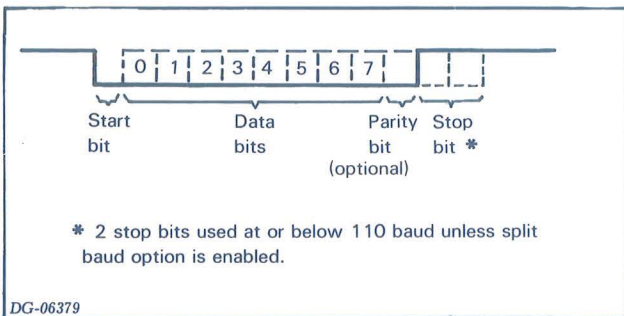 0 1 2 3 4 5 6 7
Start Data Parity Stop
bit bits bit bit *
(optional)
* 2 stop bits used at or below 110 baud unless split
baud option is enabled.
DG-06379